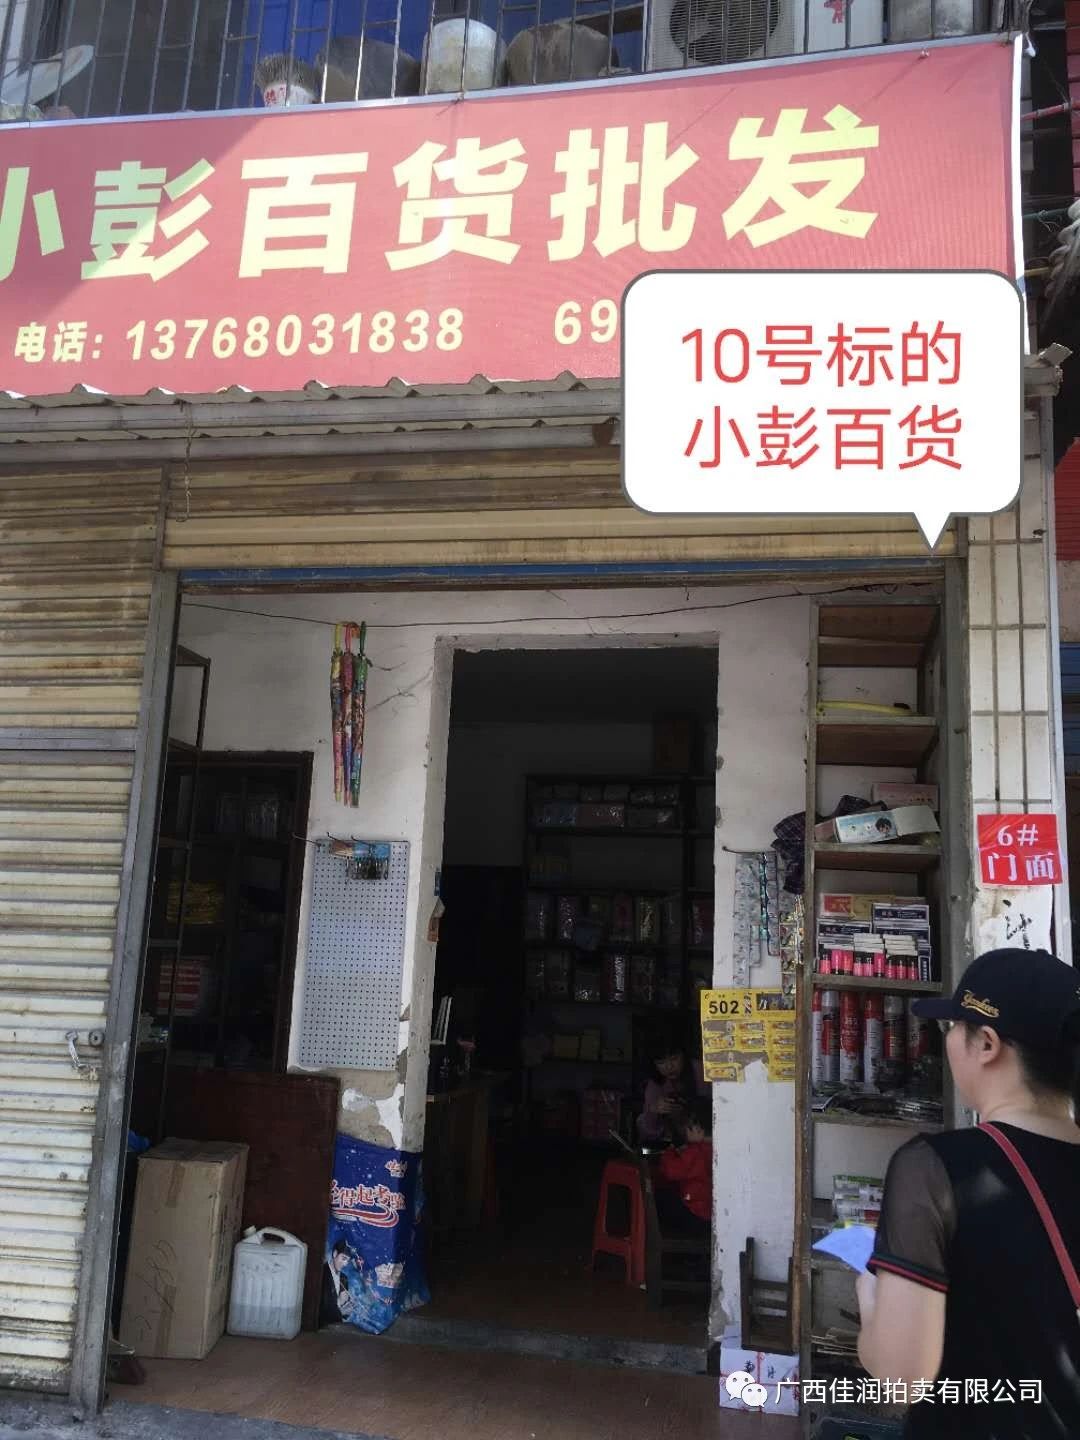 小彭百货批发
电话：13768031838 69
10号标的
小彭百货
6#
门面
502
广西佳润拍卖有限公司